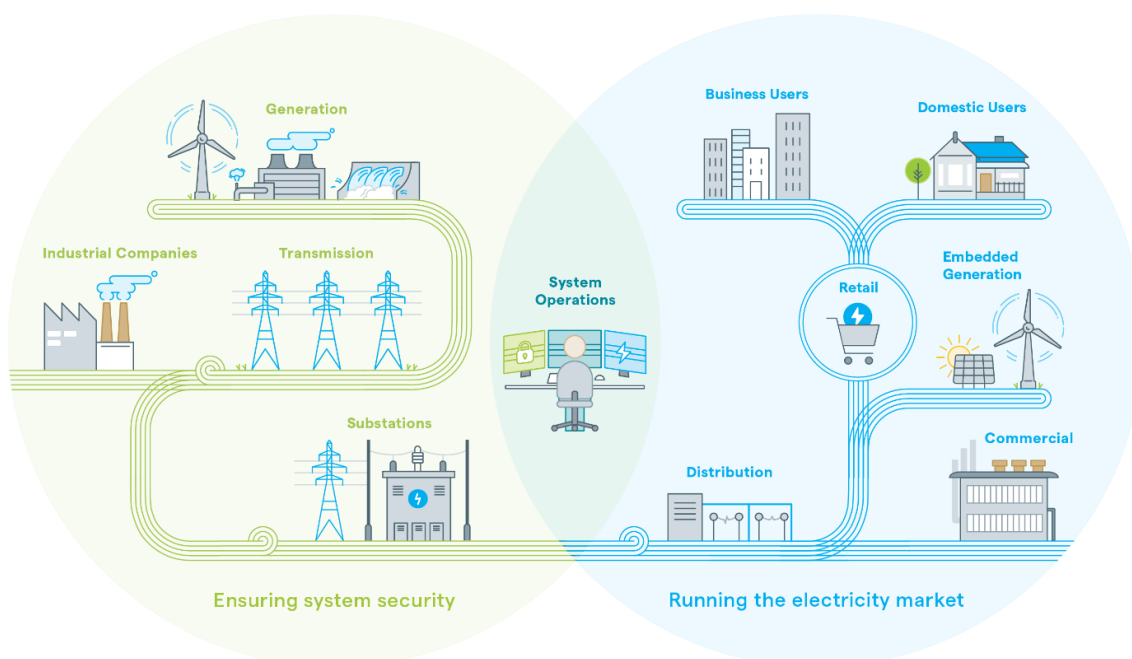 Generation
Industrial Companies
Transmission
Substations
Ensuring system security
System
Operations
Business Users
Domestic Users
Retail
Embedded
Generation
Commercial
Distribution
Running the electricity market